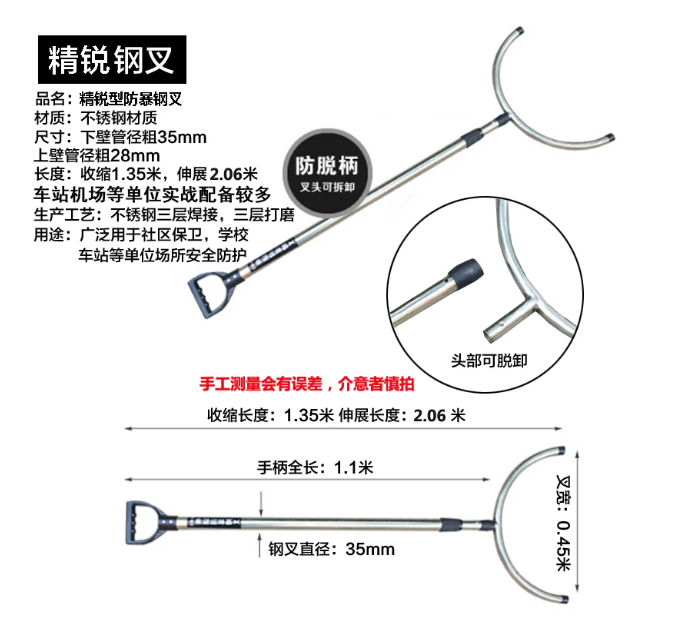 精锐钢叉
品名：精锐型防暴钢叉
材质：不锈钢材质
尺寸：下壁管径粗35mm
上壁管径粗28mm
长度：收缩1.35米，伸展2.06米
车站机场等单位实战配备较多
生产工艺：不锈钢三层焊接，三层打磨
用途：广泛用于社区保卫，学校
车站等单位场所安全防护
防脱柄
叉头可拆卸
头部可脱卸
手工测量会有误差，介意者慎拍
收缩长度：1.35米 伸展长度：2.06 米
手柄全长：1.1米
叉宽：0.45米
钢叉直径：35mm